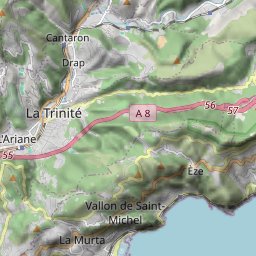 Cantaron
Drap
La Trinité
A 8
56
57
L'Ariane
55
Èze
Vallon de Saint-
Michel
La Murta